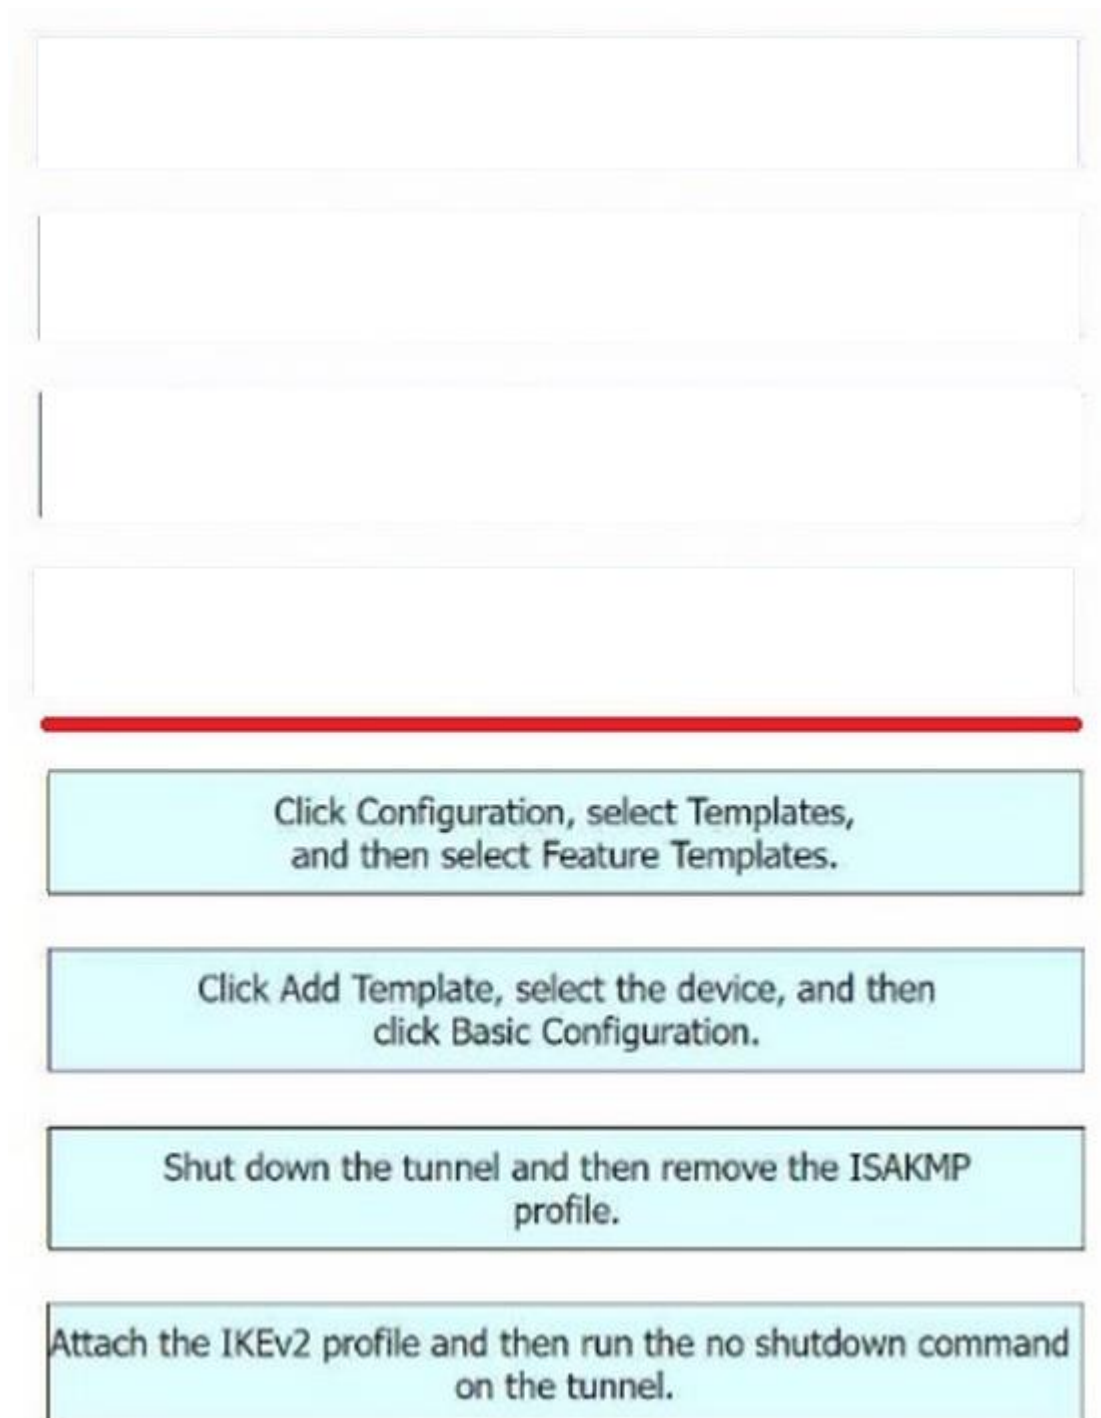 Click Configuration, select Templates,
and then select Feature Templates.
Click Add Template, select the device, and then
click Basic Configuration.
Shut down the tunnel and then remove the ISAKMP
profile.
Attach the IKEv2 profile and then run the no shutdown command
on the tunnel.